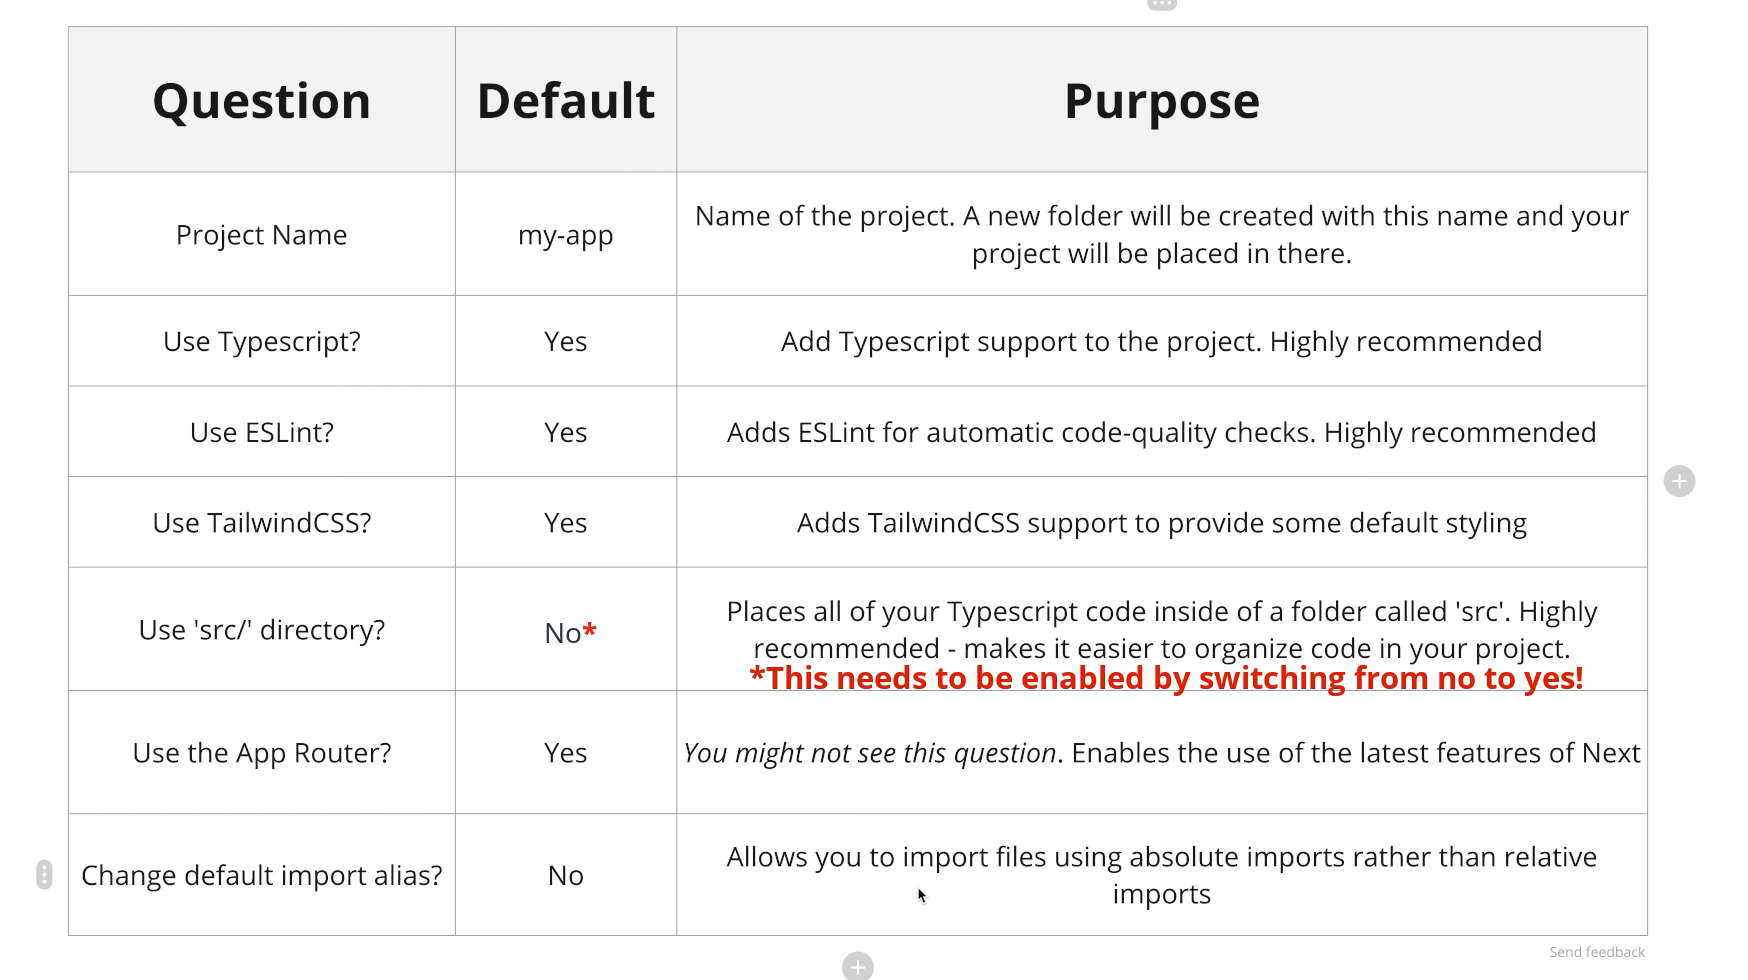 Question
Default
Purpose
Project Name
my-app
Name of the project. A new folder will be created with this name and your
project will be placed in there.
Use Typescript?
Yes
Add Typescript support to the project. Highly recommended
Use ESLint?
Yes
Adds ESLint for automatic code-quality checks. Highly recommended
Use TailwindCSS?
Yes
Adds TailwindCSS support to provide some default styling
Use 'src/' directory?
No*
Places all of your Typescript code inside of a folder called 'src'. Highly
recommended - makes it easier to organize code in your project.
*This needs to be enabled by switching from no to yes!
Use the App Router?
Yes
You might not see this question. Enables the use of the latest features of Next
Change default import alias?
No
Allows you to import files using absolute imports rather than relative
imports
Send feedback